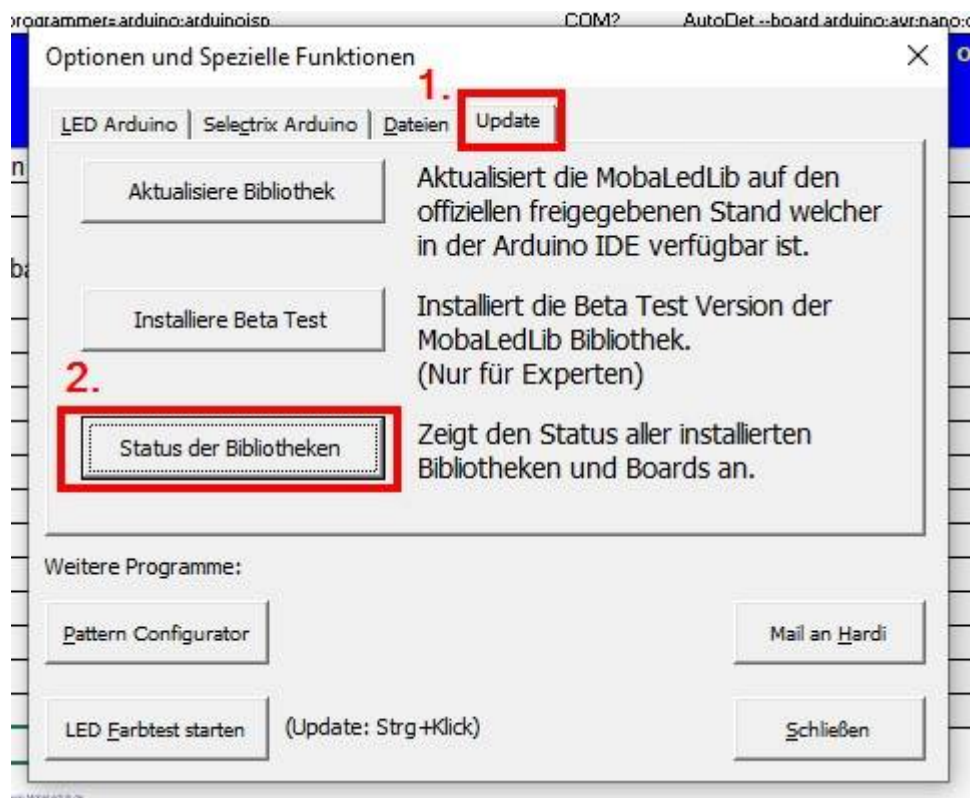 programmer=arduino:arduinoisp COM? AutoDet --board arduino:avr:nano:
Optionen und Spezielle Funktionen
1.
LED Arduino Selectrix Arduino Dateien Update
Aktualisiere Bibliothek
Aktualisiert die MobaLedLib auf den
offiziellen freigegebenen Stand welcher
in der Arduino IDE verfügbar ist.
Installiere Beta Test
Installiert die Beta Test Version der
MobaLedLib Bibliothek.
(Nur für Experten)
2.
Status der Bibliotheken
Zeigt den Status aller installierten
Bibliotheken und Boards an.
Weitere Programme:
Pattern Configurator
Mail an Hardi
LED Farbtest starten
(Update: Strg+Klick)
Schließen